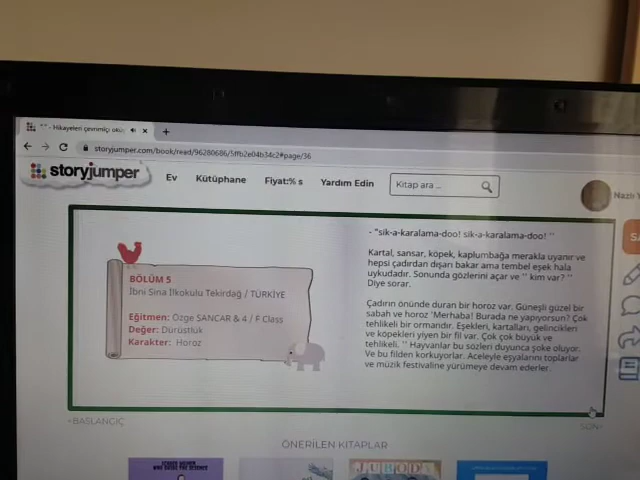 " " - Hikayeleri çevrimiçi oku
storyjumper.com/book/read/96280686/5ffb2e04b34c2#page/36
storyjumper
Ev Kütüphane Fiyat:% s Yardım Edin Kitap ara ...
Nazlı
BÖLÜM 5
İbni Sina İlkokulu Tekirdağ / TÜRKİYE
Eğitmen: Özge SANCAR & 4 / F Class
Değer: Dürüstlük
Karakter: Horoz
- "sik-a-karalama-doo! sik-a-karalama-doo! ''
Kartal, sansar, köpek, kaplumbağa merakla uyanır ve
hepsi çadırdan dışarı bakar ama tembel eşek hala
uykudadır. Sonunda gözlerini açar ve '' kim var? ''
Diye sorar.
Çadırın önünde duran bir horoz var. Güneşli güzel bir
sabah ve horoz 'Merhaba! Burada ne yapıyorsun? Çok
tehlikeli bir ormandır. Eşekleri, kartalları, gelincikleri
ve köpekleri yiyen bir fil var. Çok çok büyük ve
tehlikeli. '' Hayvanlar bu sözleri duyunca şoke oluyor.
Ve bu filden korkuyorlar. Aceleyle eşyalarını toplarlar
ve müzik festivaline yürümeye devam ederler.
‹ BAŞLANGIÇ
SON ›
ÖNERİLEN KİTAPLAR